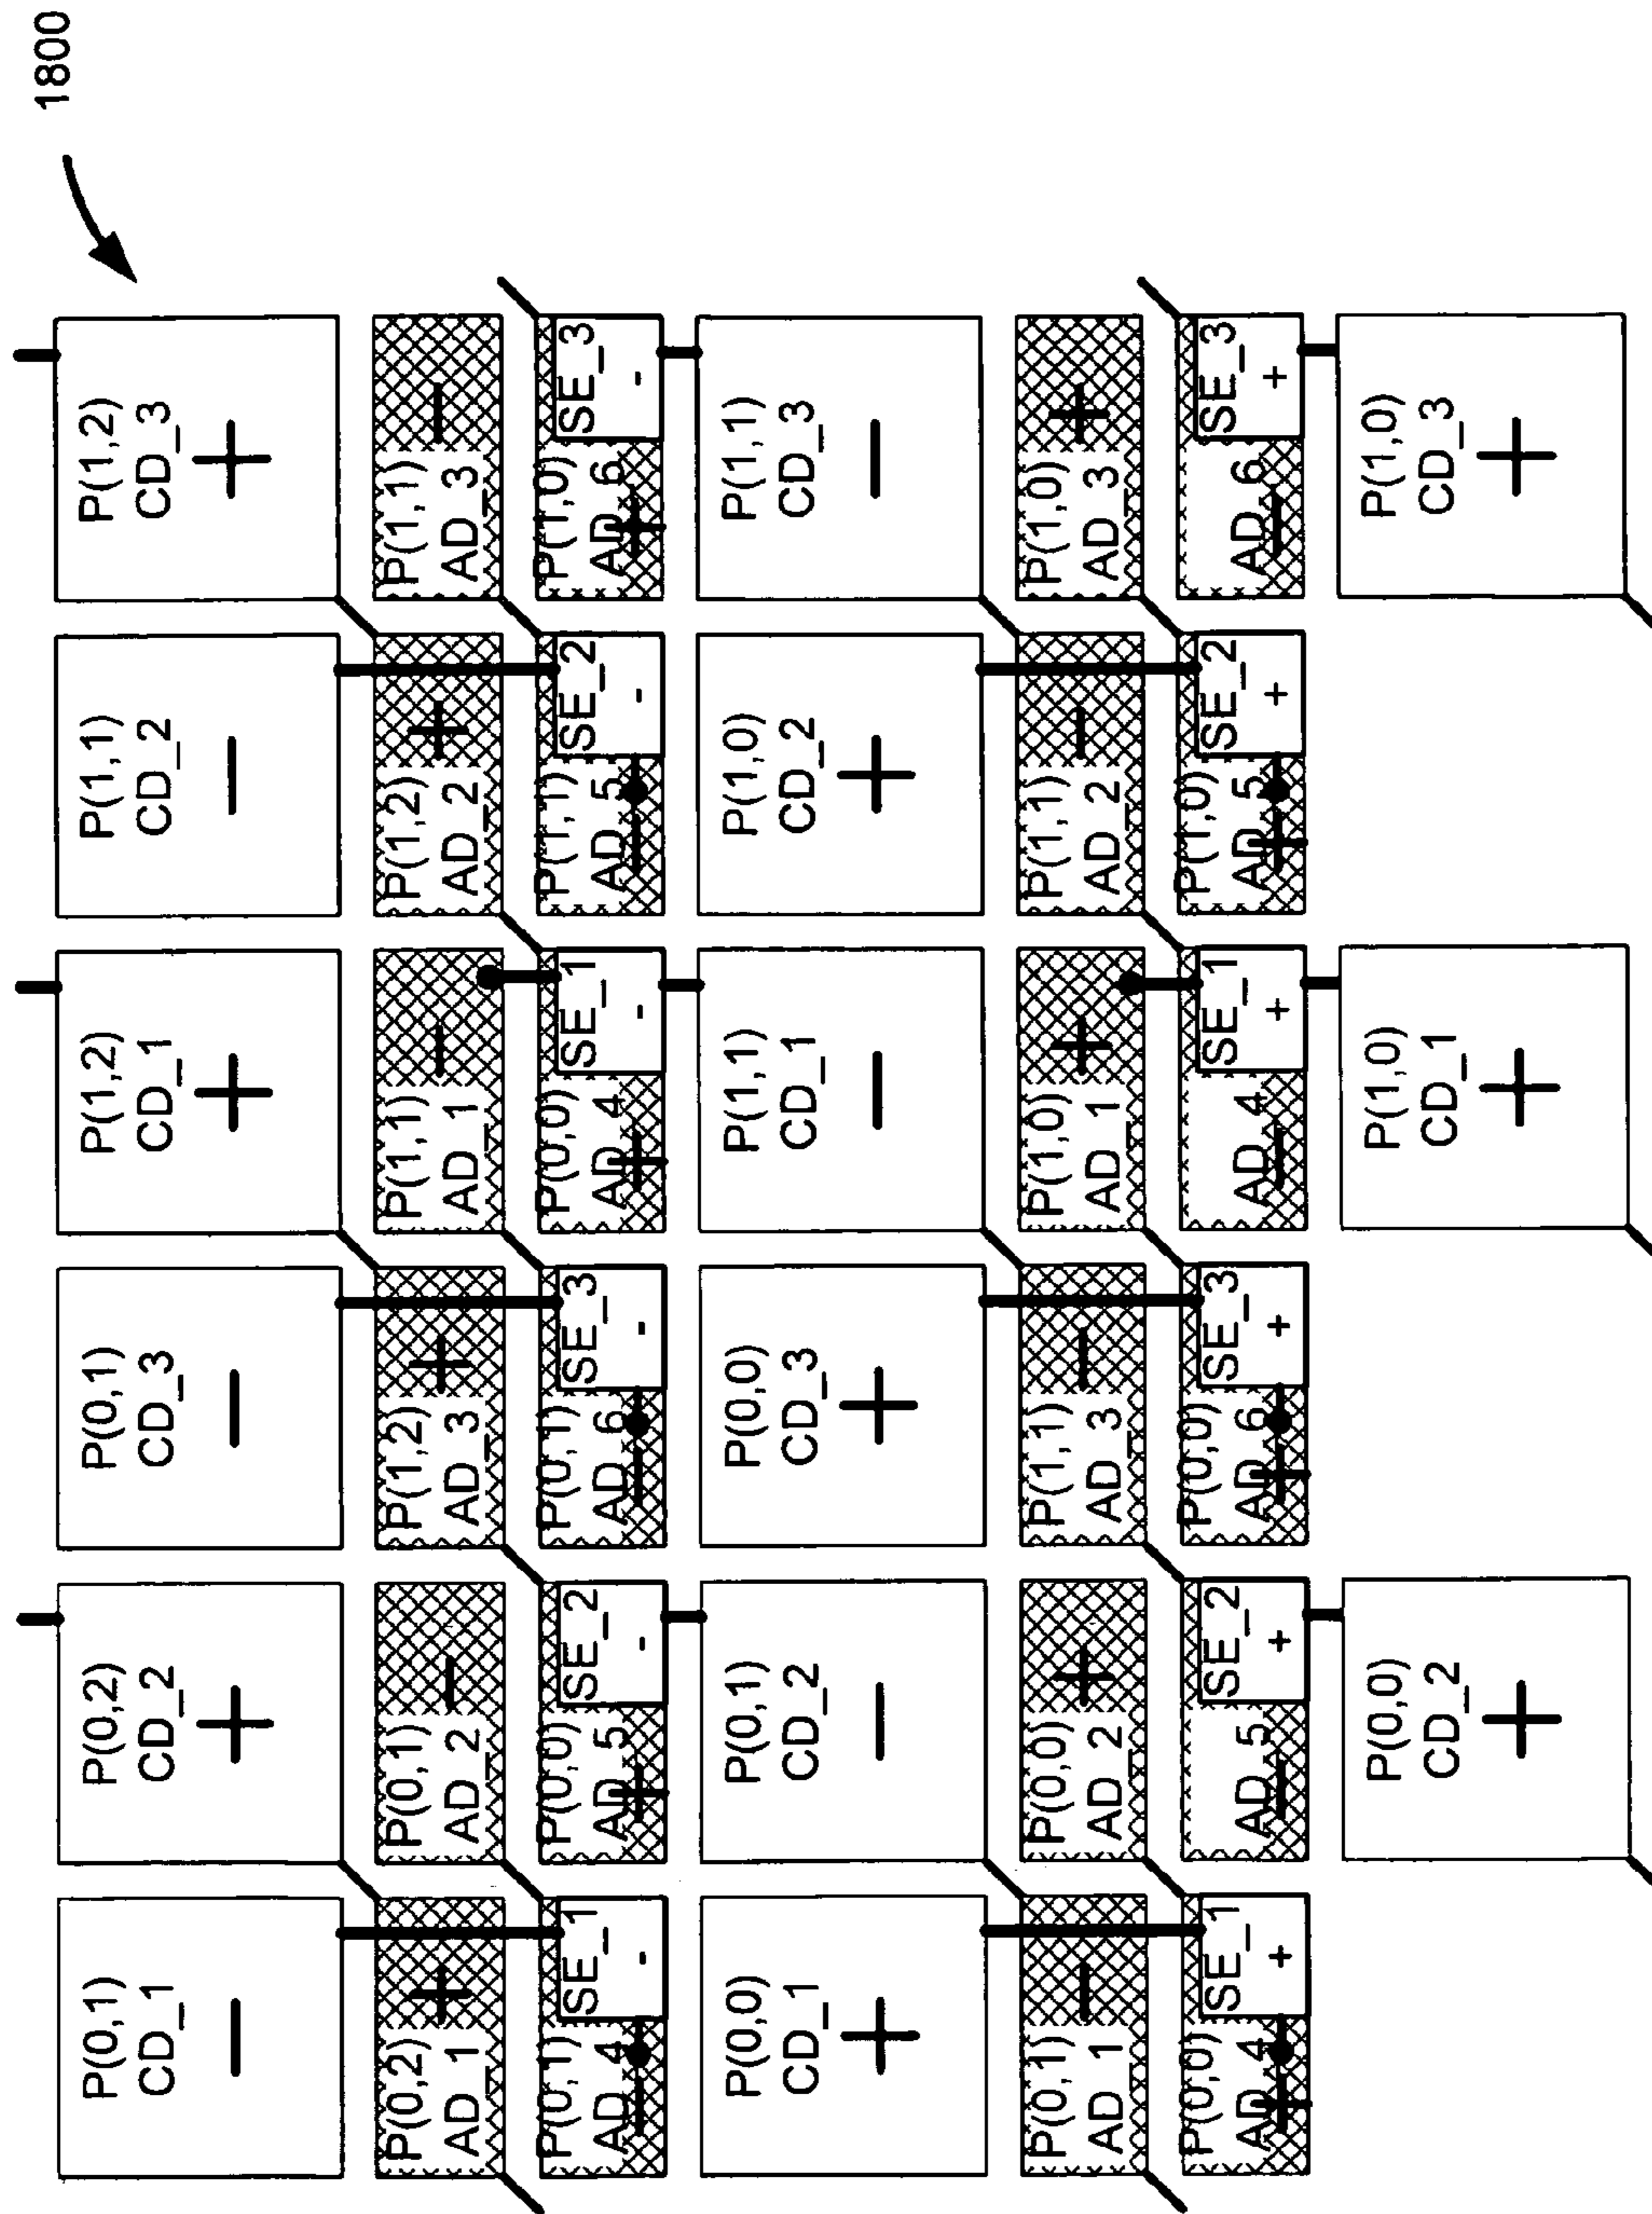 1800
P(0,1)
CD_1
−
P(0,2)
CD_2
+
P(0,1)
CD_3
−
P(1,2)
CD_1
+
P(1,1)
CD_2
−
P(1,2)
CD_3
+
P(0,2)
AD_1
+
P(0,1)
AD_2
−
P(1,2)
AD_3
+
P(1,1)
AD_1
−
P(1,2)
AD_2
+
P(1,1)
AD_3
−
P(0,1)
AD_4
−
SE_1
-
P(0,0)
AD_5
+
SE_2
-
P(0,1)
AD_6
−
SE_3
-
P(0,0)
AD_4
+
SE_1
-
P(1,1)
AD_5
−
SE_2
-
P(1,0)
AD_6
+
SE_3
-
P(0,0)
CD_1
+
P(0,1)
CD_2
−
P(0,0)
CD_3
+
P(1,1)
CD_1
−
P(1,0)
CD_2
+
P(1,1)
CD_3
−
P(0,1)
AD_1
−
P(0,0)
AD_2
+
P(1,1)
AD_3
−
P(1,0)
AD_1
+
P(1,1)
AD_2
−
P(1,0)
AD_3
+
P(0,0)
AD_4
+
SE_1
+
AD_5
−
SE_2
+
P(0,0)
AD_6
+
SE_3
+
AD_4
−
SE_1
+
P(1,0)
AD_5
+
SE_2
+
AD_6
−
SE_3
+
P(0,0)
CD_2
+
P(1,0)
CD_1
+
P(1,0)
CD_3
+